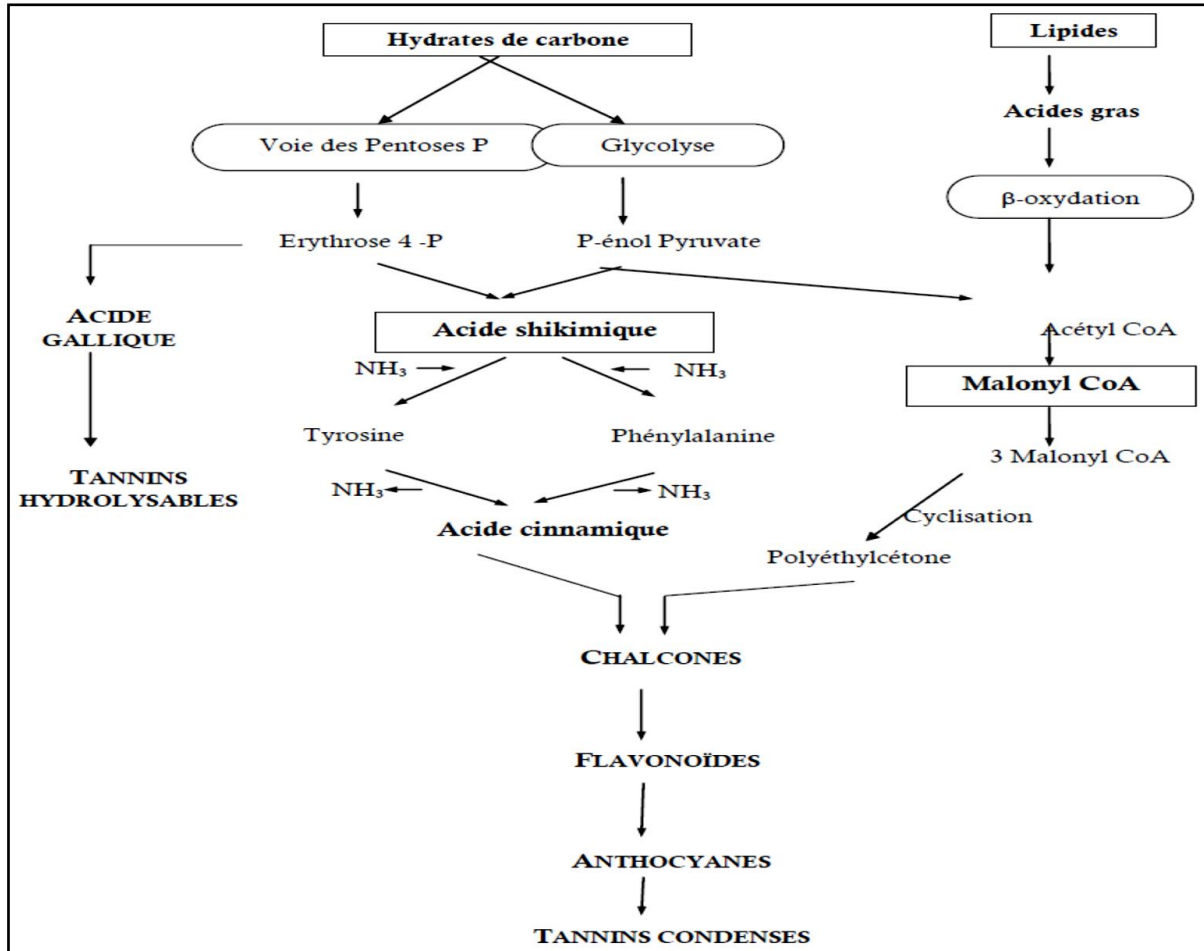 Hydrates de carbone
Lipides
Acides gras
Voie des Pentoses P
Glycolyse
β-oxydation
Erythrose 4 -P
P-énol Pyruvate
ACIDE
GALLIQUE
Acide shikimique
Acétyl CoA
NH₃
NH₃
Malonyl CoA
Tyrosine
Phénylalanine
3 Malonyl CoA
TANNINS
HYDROLYSABLES
NH₃
NH₃
Acide cinnamique
Cyclisation
Polyéthylcétone
CHALCONES
FLAVONOÏDES
ANTHOCYANES
TANNINS CONDENSES